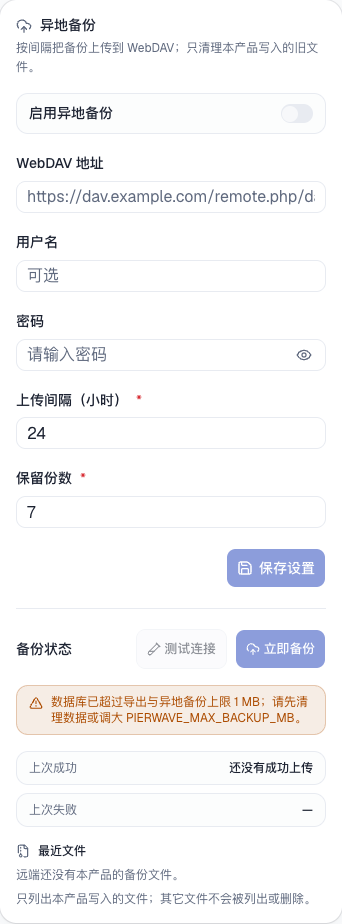 异地备份
按间隔把备份上传到 WebDAV；只清理本产品写入的旧文
件。
启用异地备份
WebDAV 地址
https://dav.example.com/remote.php/da
用户名
可选
密码
请输入密码
上传间隔（小时） *
24
保留份数 *
7
保存设置
备份状态
测试连接
立即备份
数据库已超过导出与异地备份上限 1 MB；请先清
理数据或调大 PIERWAVE_MAX_BACKUP_MB。
上次成功
还没有成功上传
上次失败
—
最近文件
远端还没有本产品的备份文件。
只列出本产品写入的文件；其它文件不会被列出或删除。